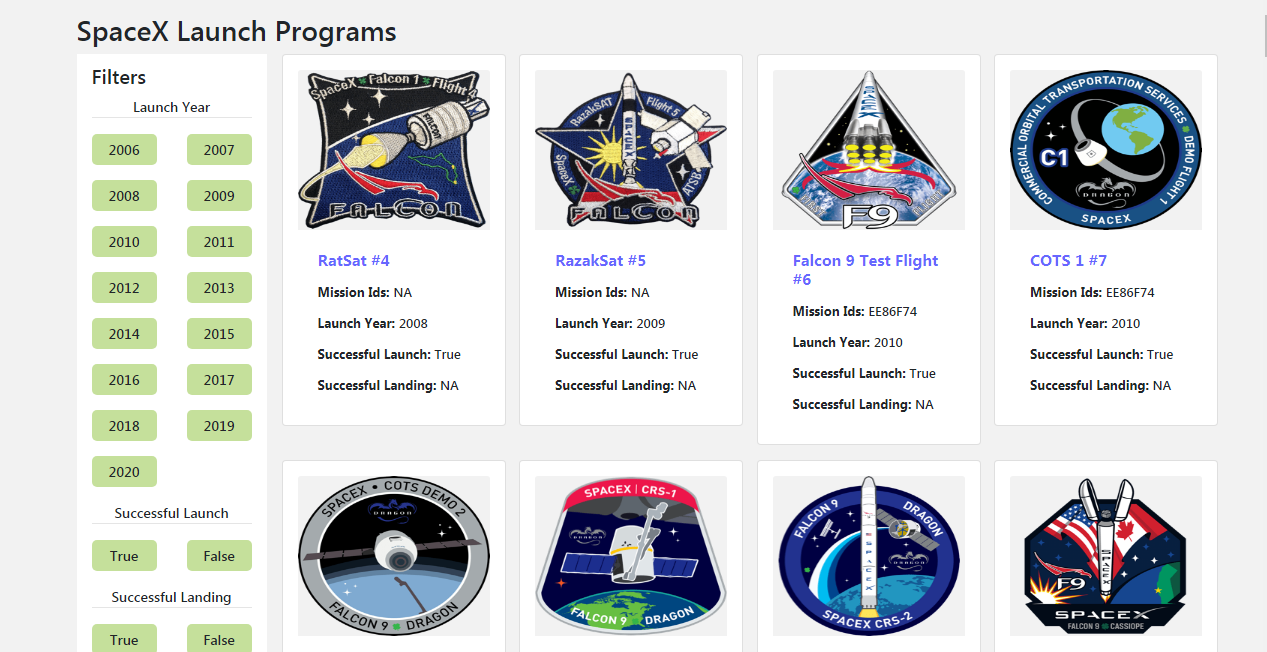 SpaceX Launch Programs
Filters
Launch Year
2006 2007
2008 2009
2010 2011
2012 2013
2014 2015
2016 2017
2018 2019
2020
Successful Launch
True False
Successful Landing
True False
SpaceX Falcon 1 Flight 4
FALCON
FALCON
RatSat #4
Mission Ids: NA
Launch Year: 2008
Successful Launch: True
Successful Landing: NA
RazakSAT Flight 5
SPACEX
SpaceX
ATSB
FALCON
RazakSat #5
Mission Ids: NA
Launch Year: 2009
Successful Launch: True
Successful Landing: NA
SPACEX
F9
FLIGHT
Falcon 9 Test Flight
#6
Mission Ids: EE86F74
Launch Year: 2010
Successful Launch: True
Successful Landing: NA
COMMERCIAL ORBITAL TRANSPORTATION SERVICES DEMO FLIGHT 1
C1
DRAGON
SPACEX
COTS 1 #7
Mission Ids: EE86F74
Launch Year: 2010
Successful Launch: True
Successful Landing: NA
SPACEX • COTS DEMO 2
DRAGON
FALCON 9 DRAGON
SPACEX | CRS-1
DRAGON
FALCON 9 DRAGON
FALCON 9 DRAGON
SPACEX
DRAGON
SPACEX CRS-2
SPACEX
F9
SPACEX
FALCON 9 CASSIOPE